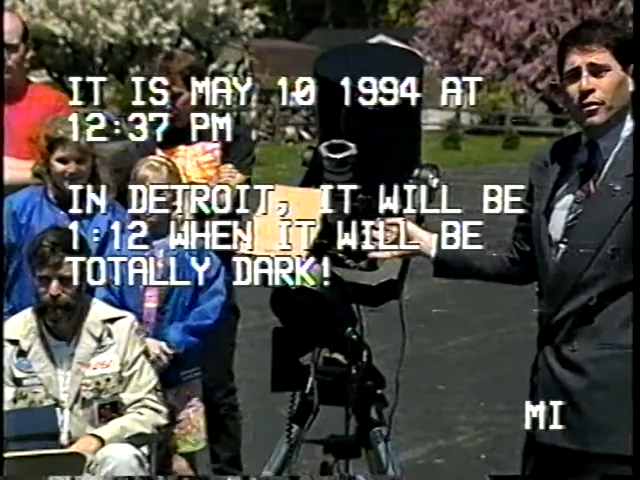 IT IS MAY 10 1994 AT
12:37 PM
IN DETROIT, IT WILL BE
1:12 WHEN IT WILL BE
TOTALLY DARK!
MI